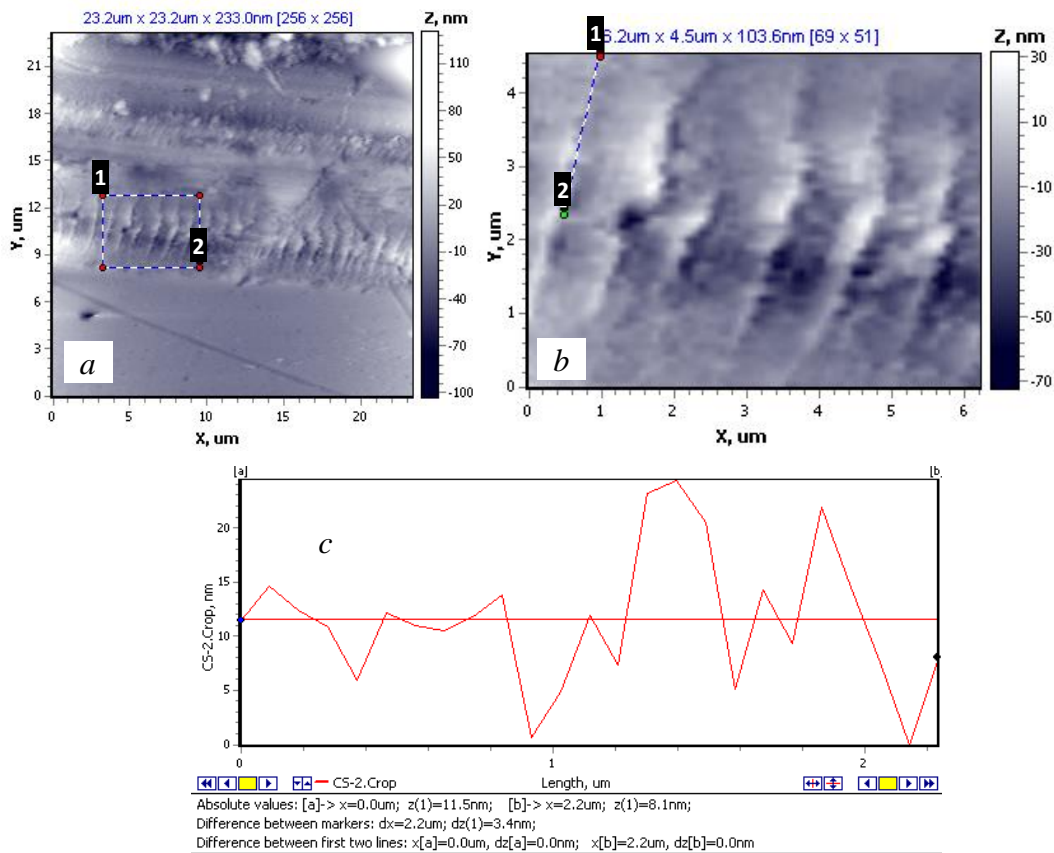 23.2um x 23.2um x 233.0nm [256 x 256]
Z, nm
110
80
50
20
-10
-40
-70
-100
21
18
15
12
9
6
3
0
Y, um
1
2
a
0 5 10 15 20
X, um
6.2um x 4.5um x 103.6nm [69 x 51]
Z, nm
30
10
-10
-30
-50
-70
4
3
2
1
0
Y, um
1
2
b
0 1 2 3 4 5 6
X, um
[a] [b]
20
15
10
5
0
CS-2.Crop, nm
c
0 1 2
CS-2.Crop Length, um
Absolute values: [a]-> x=0.0um; z(1)=11.5nm; [b]-> x=2.2um; z(1)=8.1nm;
Difference between markers: dx=2.2um; dz(1)=3.4nm;
Difference between first two lines: x[a]=0.0um, dz[a]=0.0nm; x[b]=2.2um, dz[b]=0.0nm